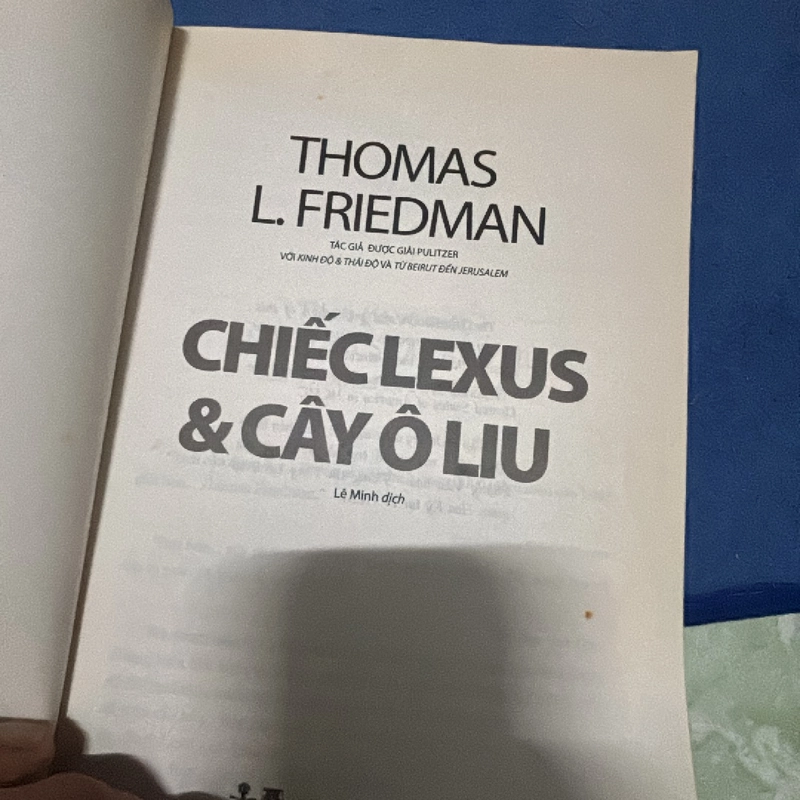 THOMAS
L. FRIEDMAN
TÁC GIẢ ĐƯỢC GIẢI PULITZER
VỚI KINH ĐỘ & THÁI ĐỘ VÀ TỪ BEIRUT ĐẾN JERUSALEM
CHIẾC LEXUS
& CÂY Ô LIU
Lê Minh dịch